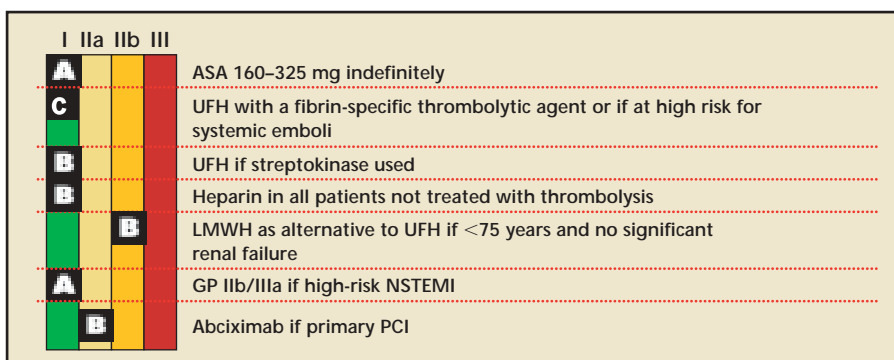 I IIa IIb III
A ASA 160–325 mg indefinitely
C UFH with a fibrin-specific thrombolytic agent or if at high risk for
systemic emboli
B UFH if streptokinase used
B Heparin in all patients not treated with thrombolysis
B LMWH as alternative to UFH if <75 years and no significant
renal failure
A GP IIb/IIIa if high-risk NSTEMI
B Abciximab if primary PCI